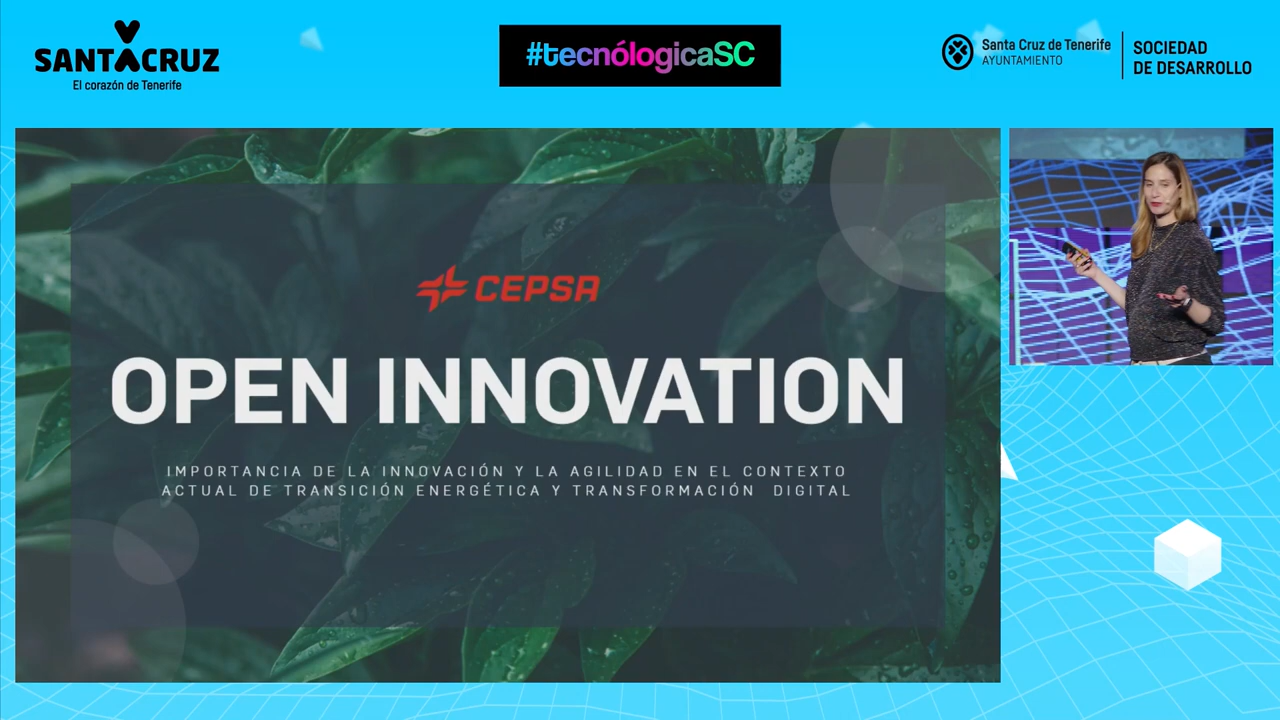 SANTACRUZ
El corazón de Tenerife
#tecnólogicaSC
Santa Cruz de Tenerife
AYUNTAMIENTO
SOCIEDAD
DE DESARROLLO
CEPSA
OPEN INNOVATION
IMPORTANCIA DE LA INNOVACIÓN Y LA AGILIDAD EN EL CONTEXTO
ACTUAL DE TRANSICIÓN ENERGÉTICA Y TRANSFORMACIÓN DIGITAL